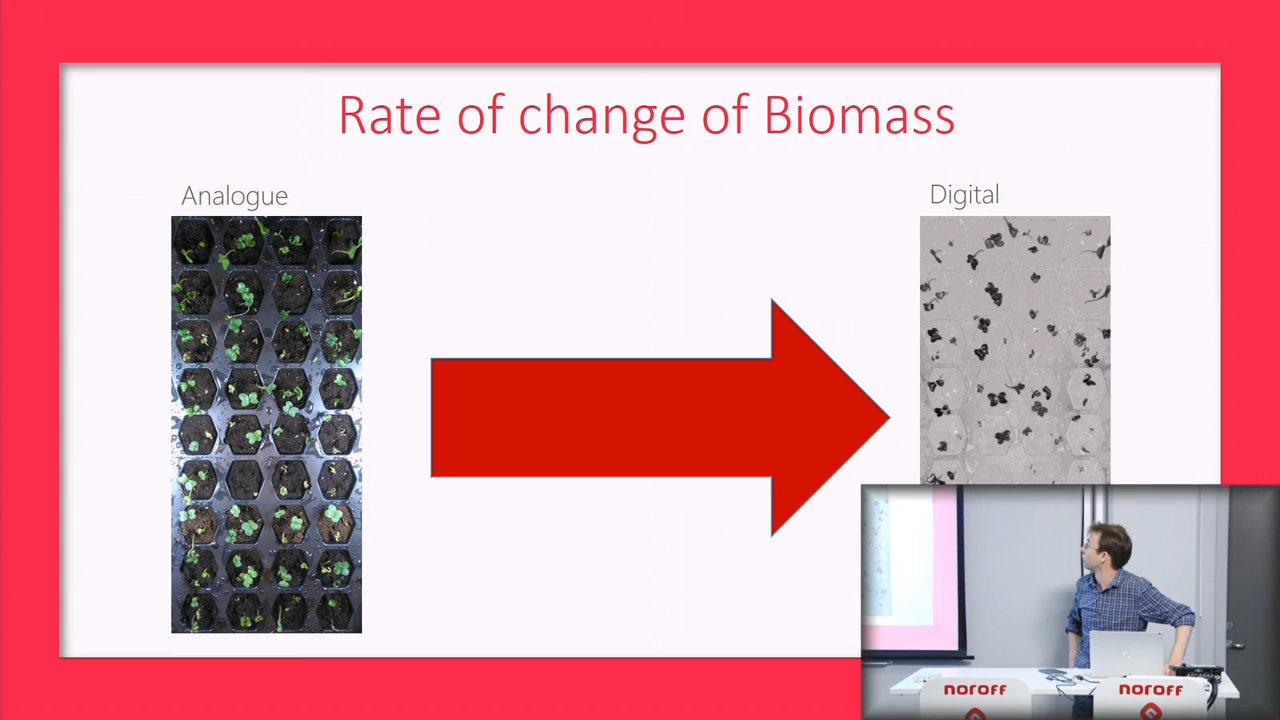 Rate of change of Biomass
Analogue
Digital
noroff
noroff